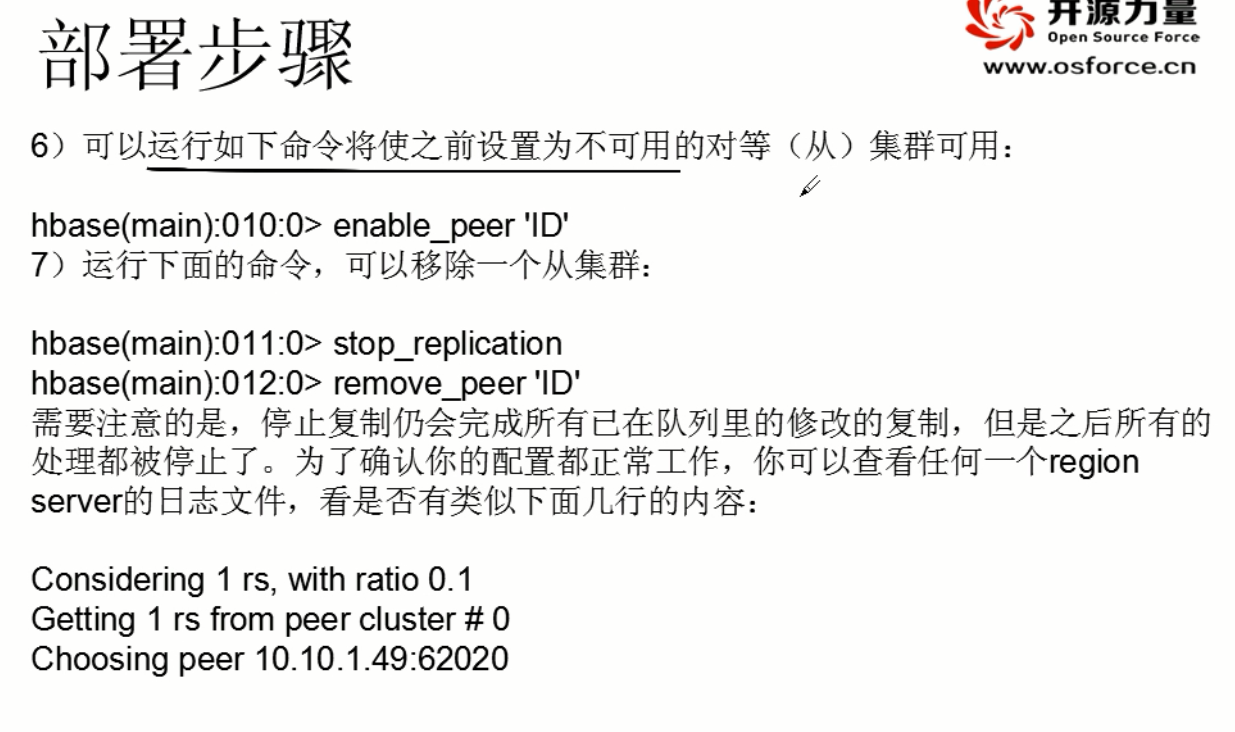 部署步骤
开源力量
Open Source Force
www.osforce.cn
6）可以运行如下命令将使之前设置为不可用的对等（从）集群可用：
hbase(main):010:0> enable_peer 'ID'
7）运行下面的命令，可以移除一个从集群：
hbase(main):011:0> stop_replication
hbase(main):012:0> remove_peer 'ID'
需要注意的是，停止复制仍会完成所有已在队列里的修改的复制，但是之后所有的
处理都被停止了。为了确认你的配置都正常工作，你可以查看任何一个region
server的日志文件，看是否有类似下面几行的内容：
Considering 1 rs, with ratio 0.1
Getting 1 rs from peer cluster # 0
Choosing peer 10.10.1.49:62020